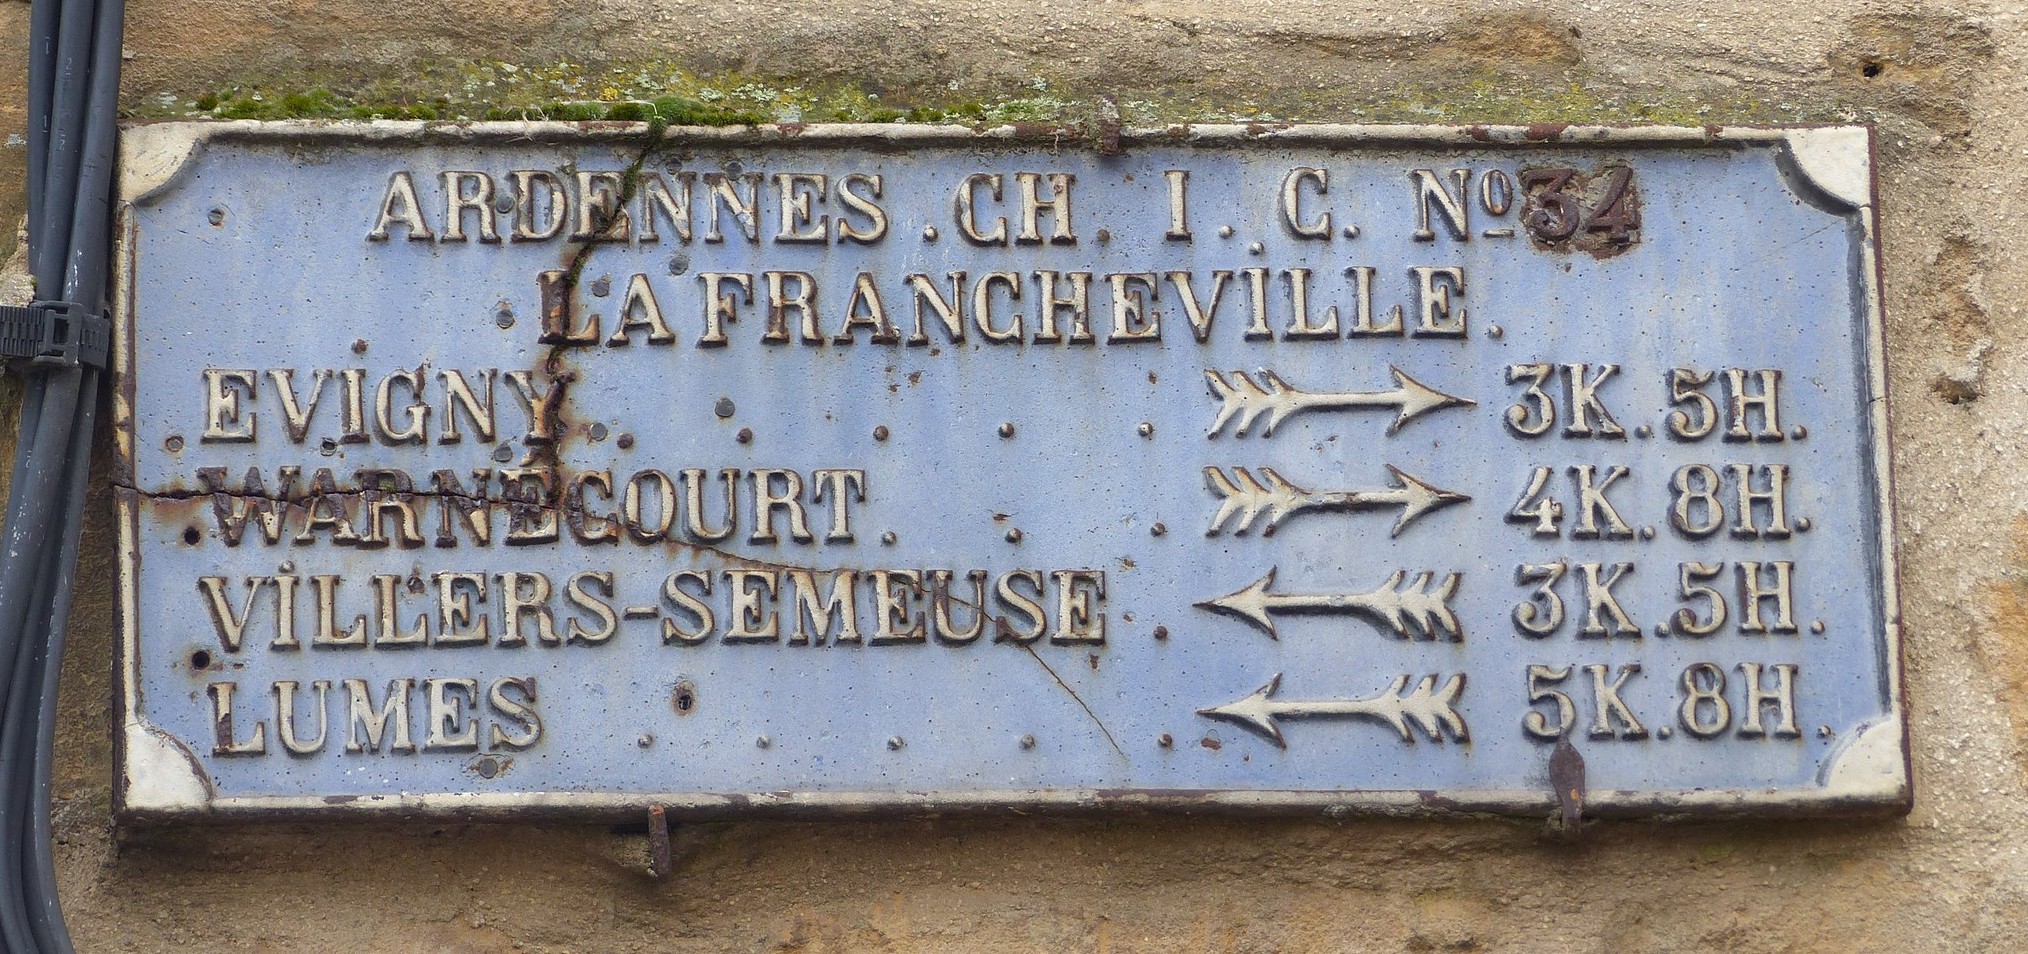 ARDENNES . CH. I. C. Nº 34
LA FRANCHEVILLE.
EVIGNY . . . . . 3K. 5H.
WARNÉCOURT. . . 4K. 8H.
VILLERS-SEMEUSE . 3K. 5H.
LUMES . . . . . 5K. 8H.